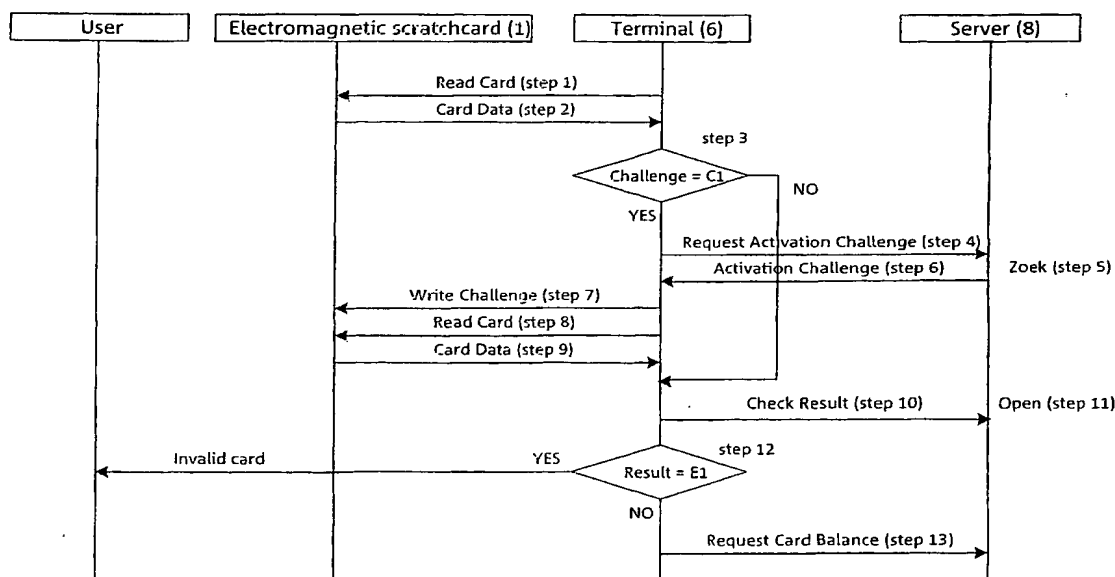 User
Electromagnetic scratchcard (1)
Terminal (6)
Server (8)
Read Card (step 1)
Card Data (step 2)
step 3
Challenge = C1
NO
YES
Request Activation Challenge (step 4)
Activation Challenge (step 6)
Zoek (step 5)
Write Challenge (step 7)
Read Card (step 8)
Card Data (step 9)
Check Result (step 10)
Open (step 11)
step 12
Invalid card
YES
Result = E1
NO
Request Card Balance (step 13)